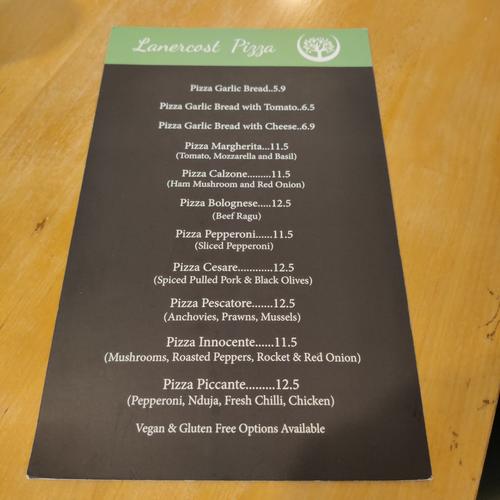 Lanercost Pizza
Pizza Garlic Bread..5.9
Pizza Garlic Bread with Tomato..6.5
Pizza Garlic Bread with Cheese..6.9
Pizza Margherita...11.5
(Tomato, Mozzarella and Basil)
Pizza Calzone.........11.5
(Ham Mushroom and Red Onion)
Pizza Bolognese.....12.5
(Beef Ragu)
Pizza Pepperoni......11.5
(Sliced Pepperoni)
Pizza Cesare............12.5
(Spiced Pulled Pork & Black Olives)
Pizza Pescatore.......12.5
(Anchovies, Prawns, Mussels)
Pizza Innocente......11.5
(Mushrooms, Roasted Peppers, Rocket & Red Onion)
Pizza Piccante.........12.5
(Pepperoni, Nduja, Fresh Chilli, Chicken)
Vegan & Gluten Free Options Available